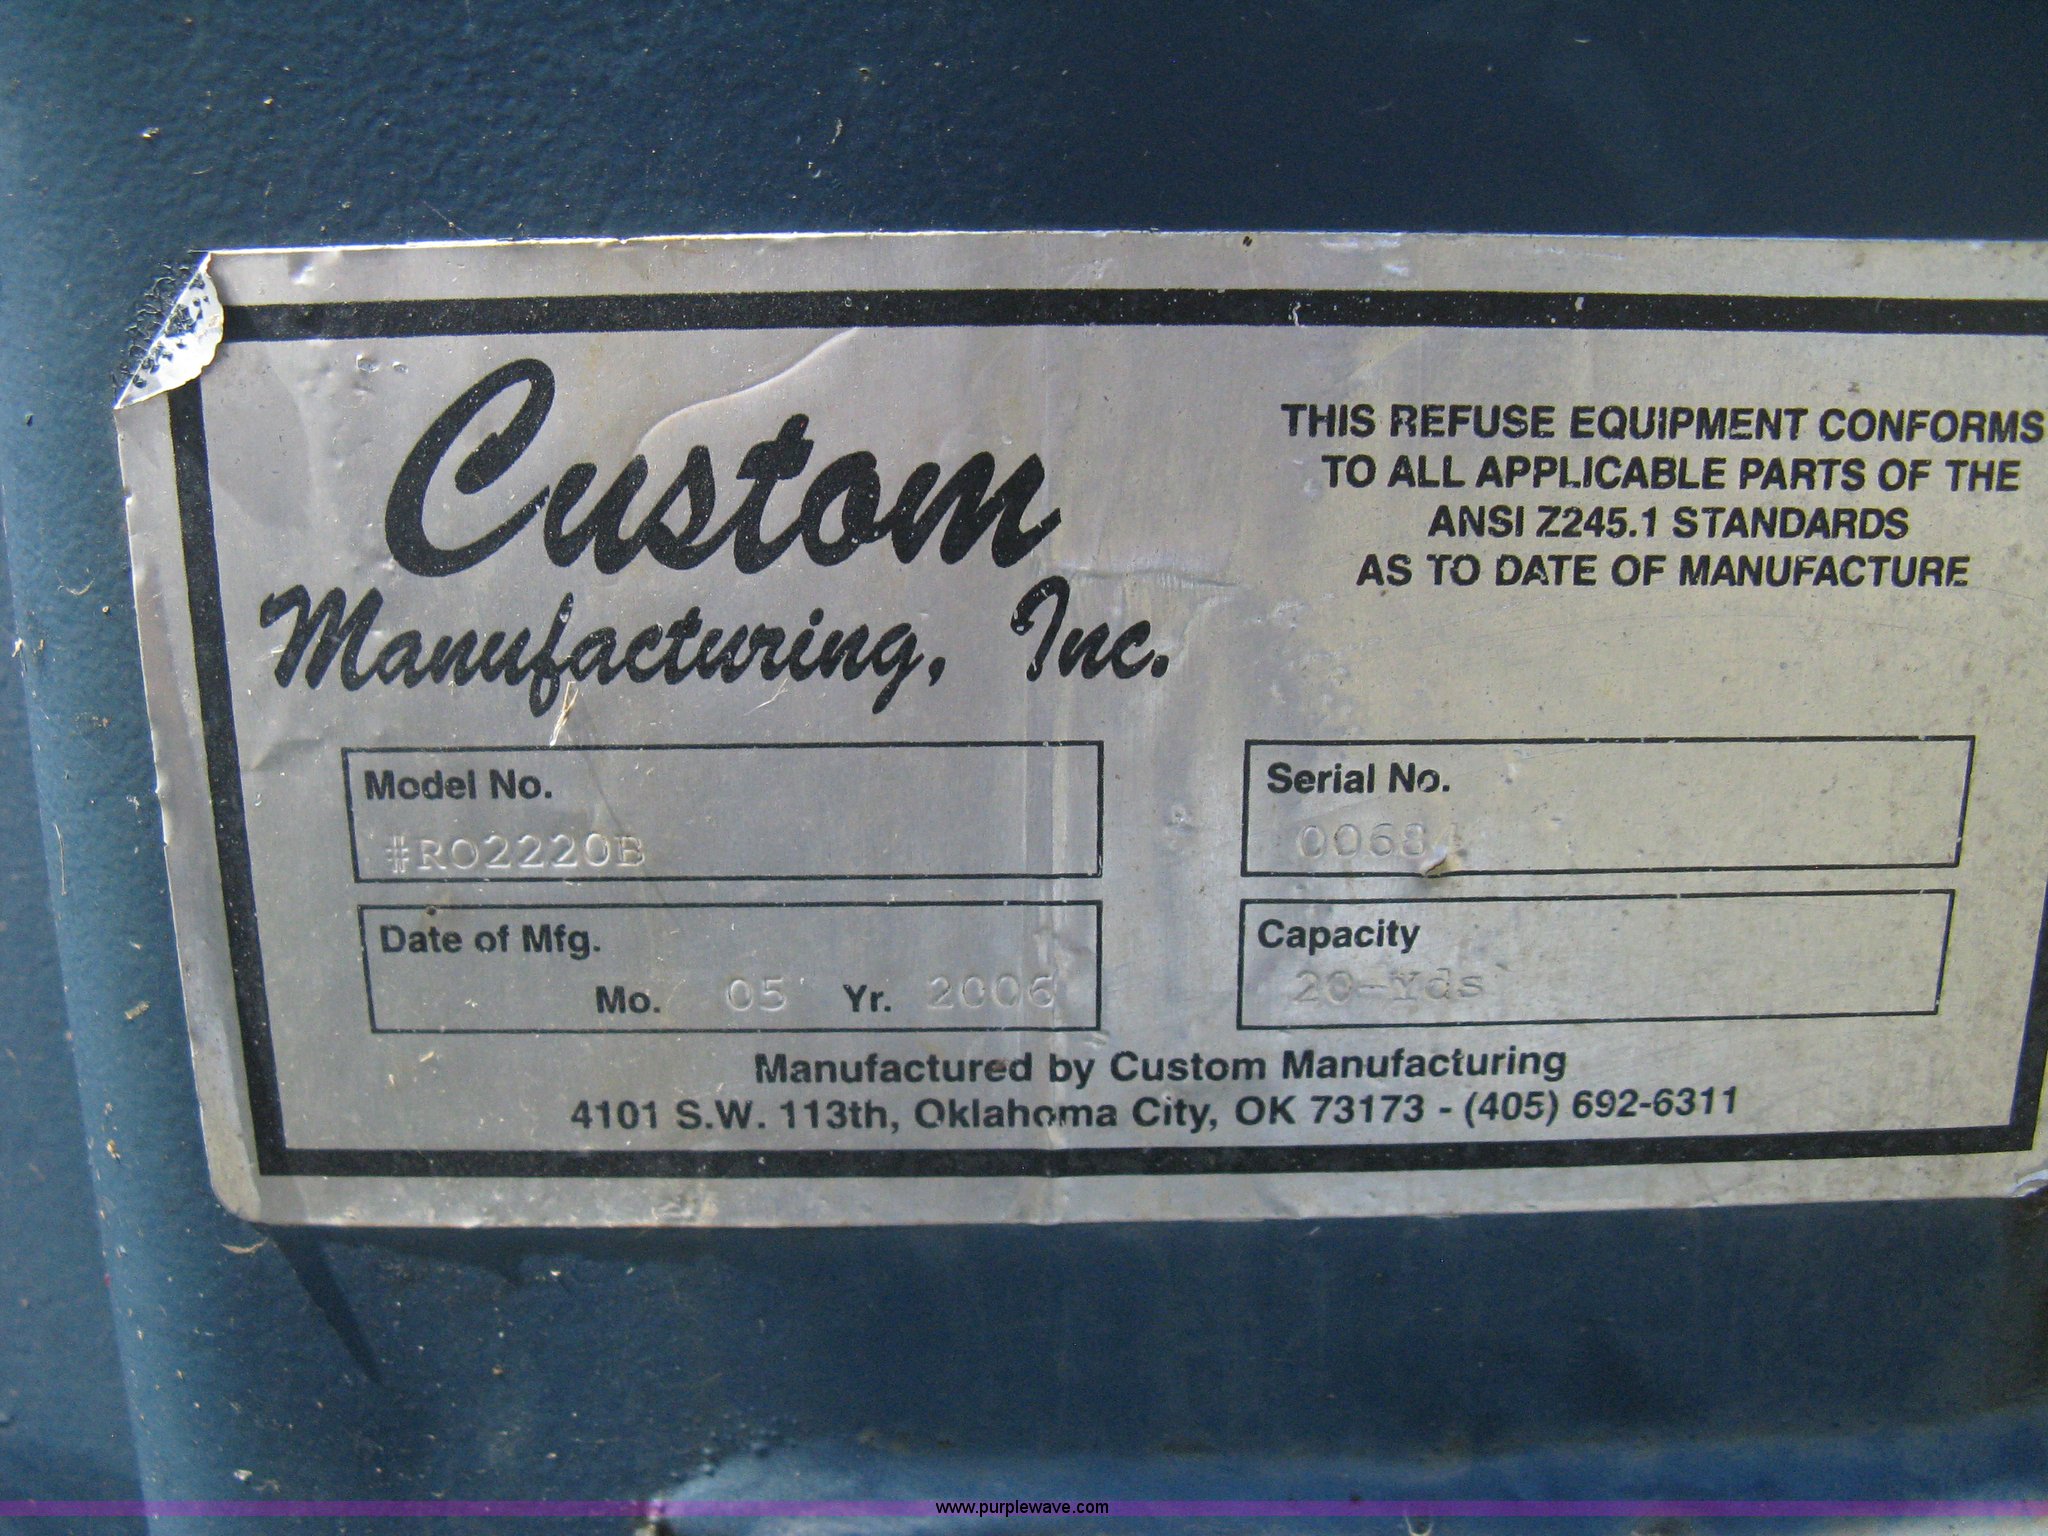 Custom
Manufacturing, Inc.
THIS REFUSE EQUIPMENT CONFORMS
TO ALL APPLICABLE PARTS OF THE
ANSI Z245.1 STANDARDS
AS TO DATE OF MANUFACTURE
Model No.
#RO2220B
Serial No.
Date of Mfg.
Mo. 05 Yr. 2006
Capacity
20-Yds
Manufactured by Custom Manufacturing
4101 S.W. 113th, Oklahoma City, OK 73173 - (405) 692-6311
www.purplewave.com